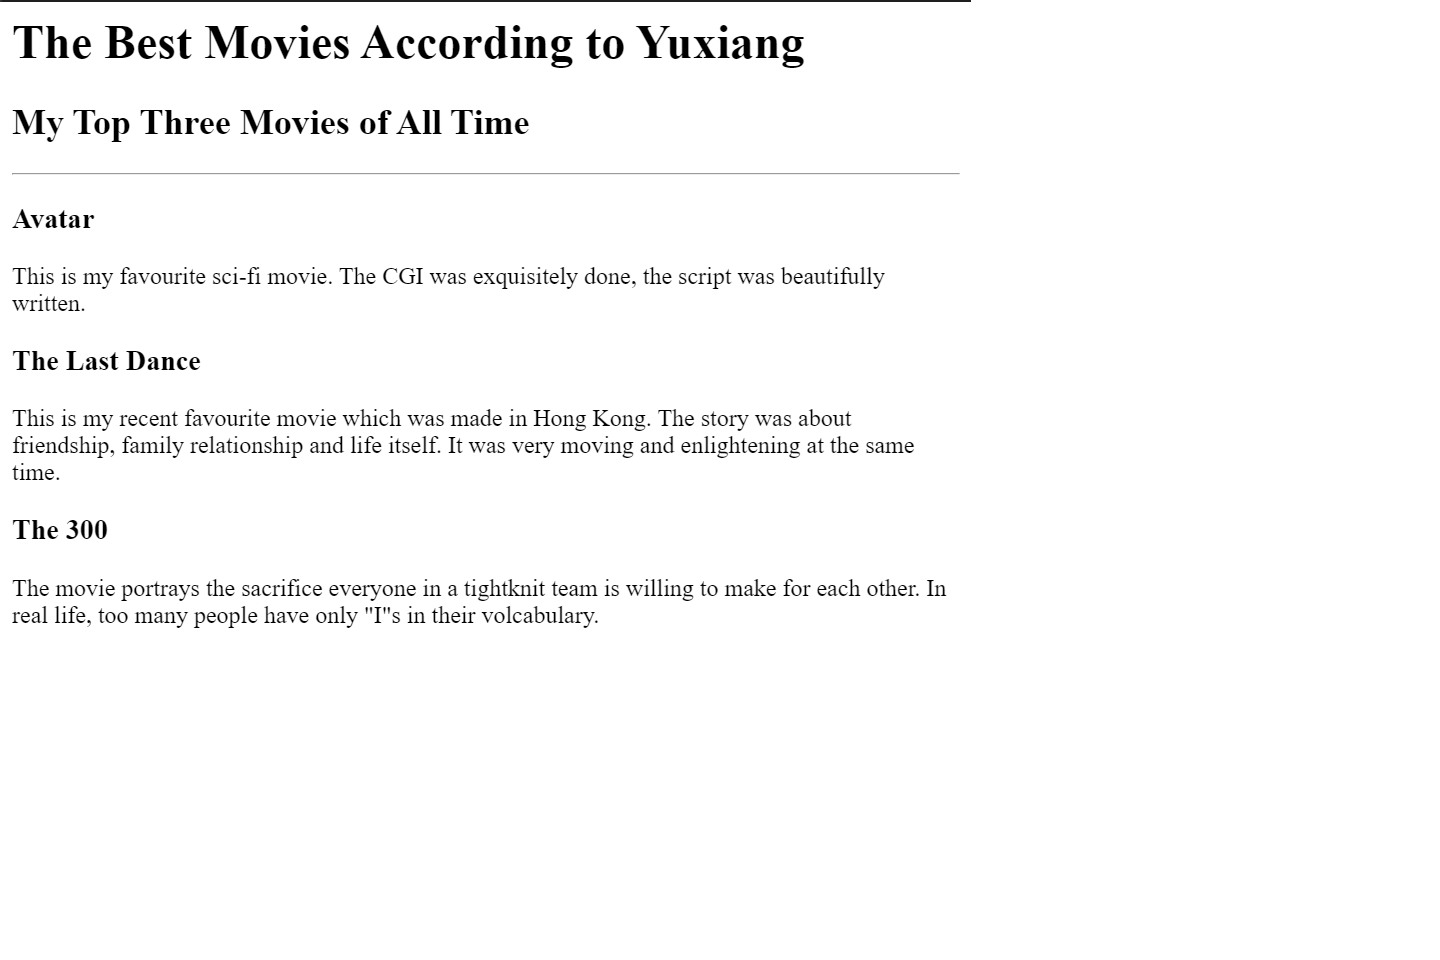 The Best Movies According to Yuxiang
My Top Three Movies of All Time
Avatar
This is my favourite sci-fi movie. The CGI was exquisitely done, the script was beautifully
written.
The Last Dance
This is my recent favourite movie which was made in Hong Kong. The story was about
friendship, family relationship and life itself. It was very moving and enlightening at the same
time.
The 300
The movie portrays the sacrifice everyone in a tightknit team is willing to make for each other. In
real life, too many people have only "I"s in their volcabulary.